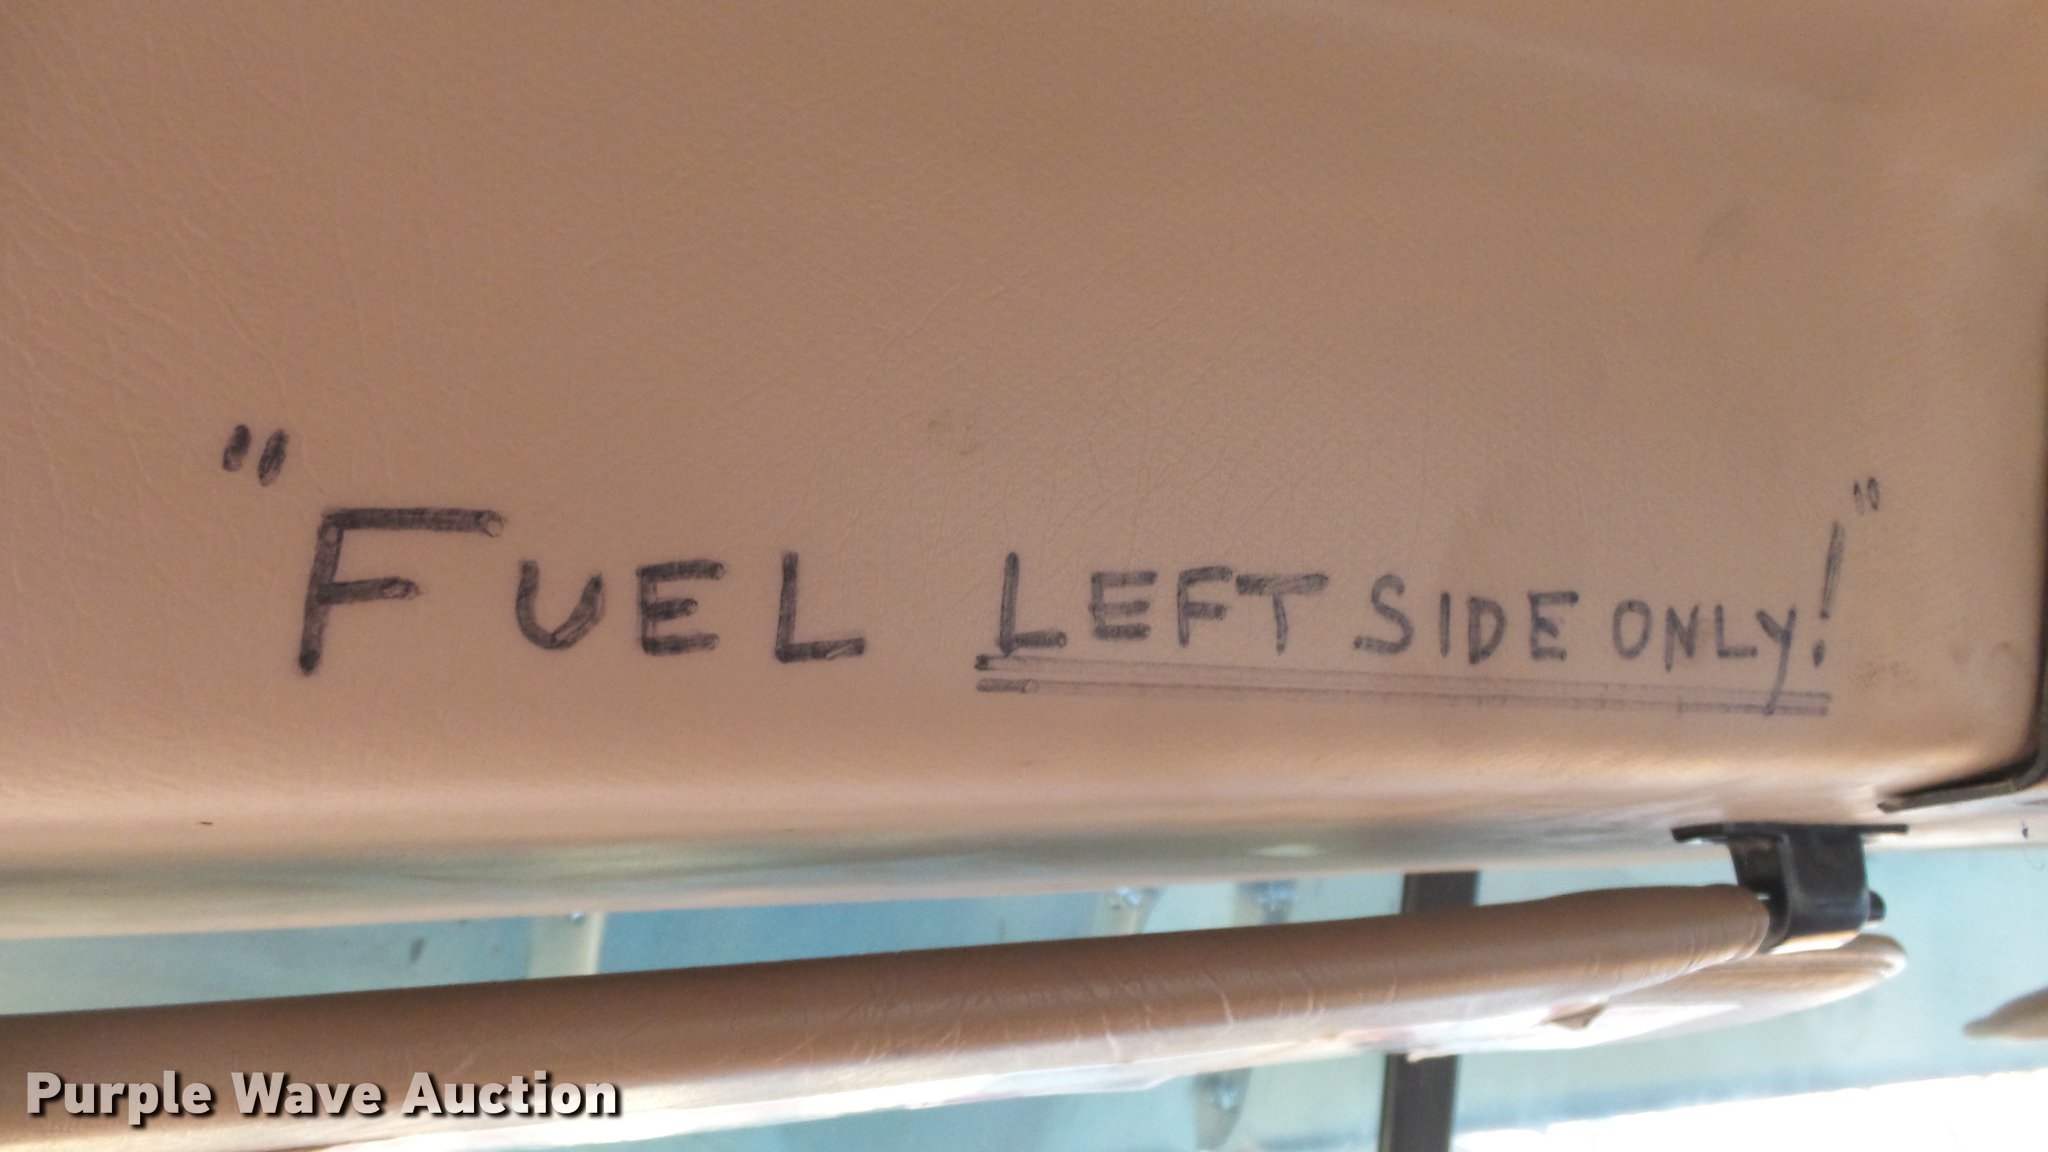 "FUEL LEFT SIDE ONLY!"
Purple Wave Auction